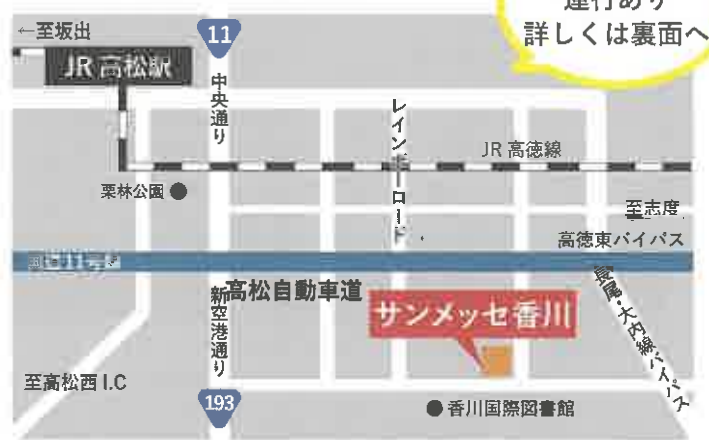 運行あり
詳しくは裏面へ
←至坂出
11
JR 高松駅
中央通り
レインボーロード
JR 高徳線
栗林公園
至志度
高徳東バイパス
高松自動車道
新空港通り
サンメッセ香川
長尾・大内線バイパス
至高松西 I.C
193
香川国際図書館